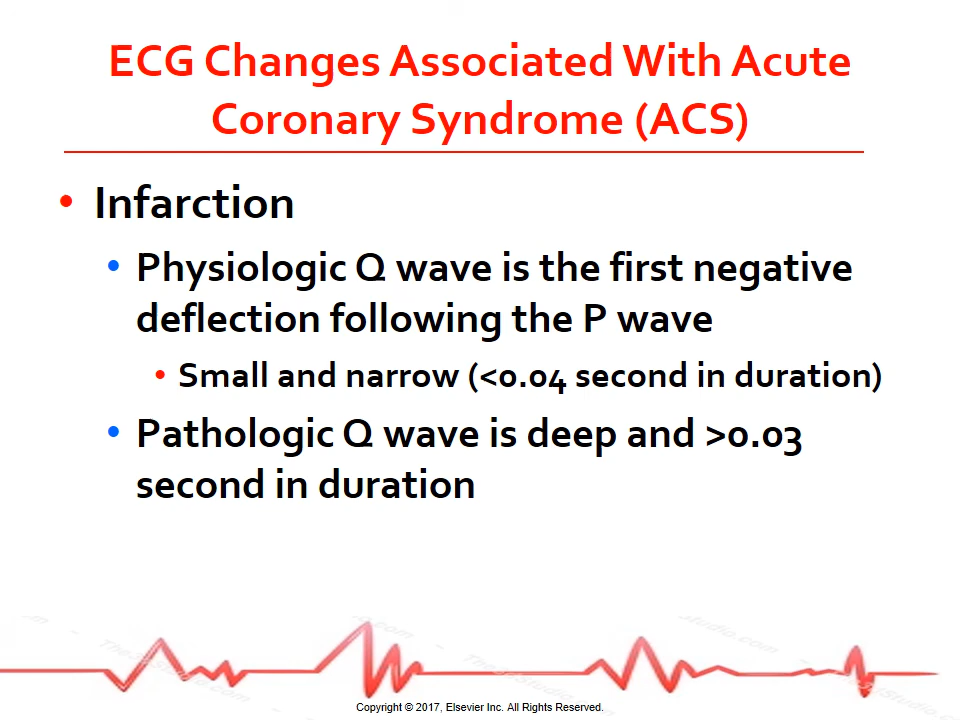 ECG Changes Associated With Acute
Coronary Syndrome (ACS)
• Infarction
• Physiologic Q wave is the first negative
deflection following the P wave
• Small and narrow (<0.04 second in duration)
• Pathologic Q wave is deep and >0.03
second in duration
Copyright © 2017, Elsevier Inc. All Rights Reserved.